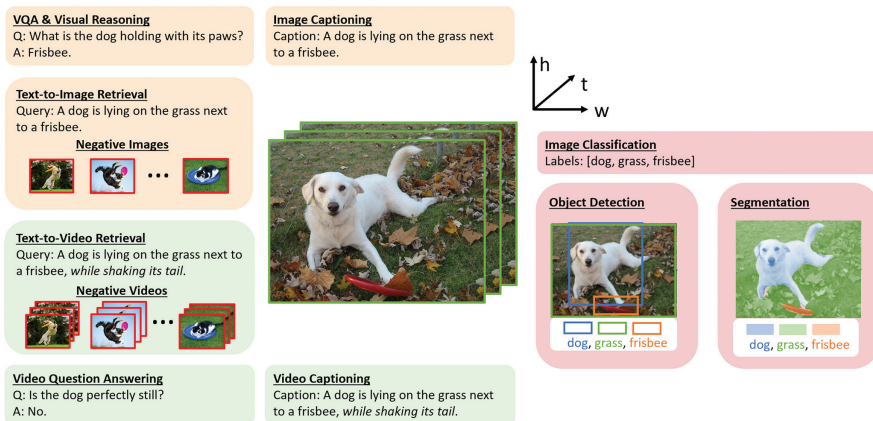 VQA & Visual Reasoning
Q: What is the dog holding with its paws?
A: Frisbee.
Image Captioning
Caption: A dog is lying on the grass next
to a frisbee.
Text-to-Image Retrieval
Query: A dog is lying on the grass next
to a frisbee.
Negative Images
...
Text-to-Video Retrieval
Query: A dog is lying on the grass next to
a frisbee, while shaking its tail.
Negative Videos
...
Video Question Answering
Q: Is the dog perfectly still?
A: No.
Video Captioning
Caption: A dog is lying on the grass next
to a frisbee, while shaking its tail.
h
t
w
Image Classification
Labels: [dog, grass, frisbee]
Object Detection
dog, grass, frisbee
Segmentation
dog, grass, frisbee